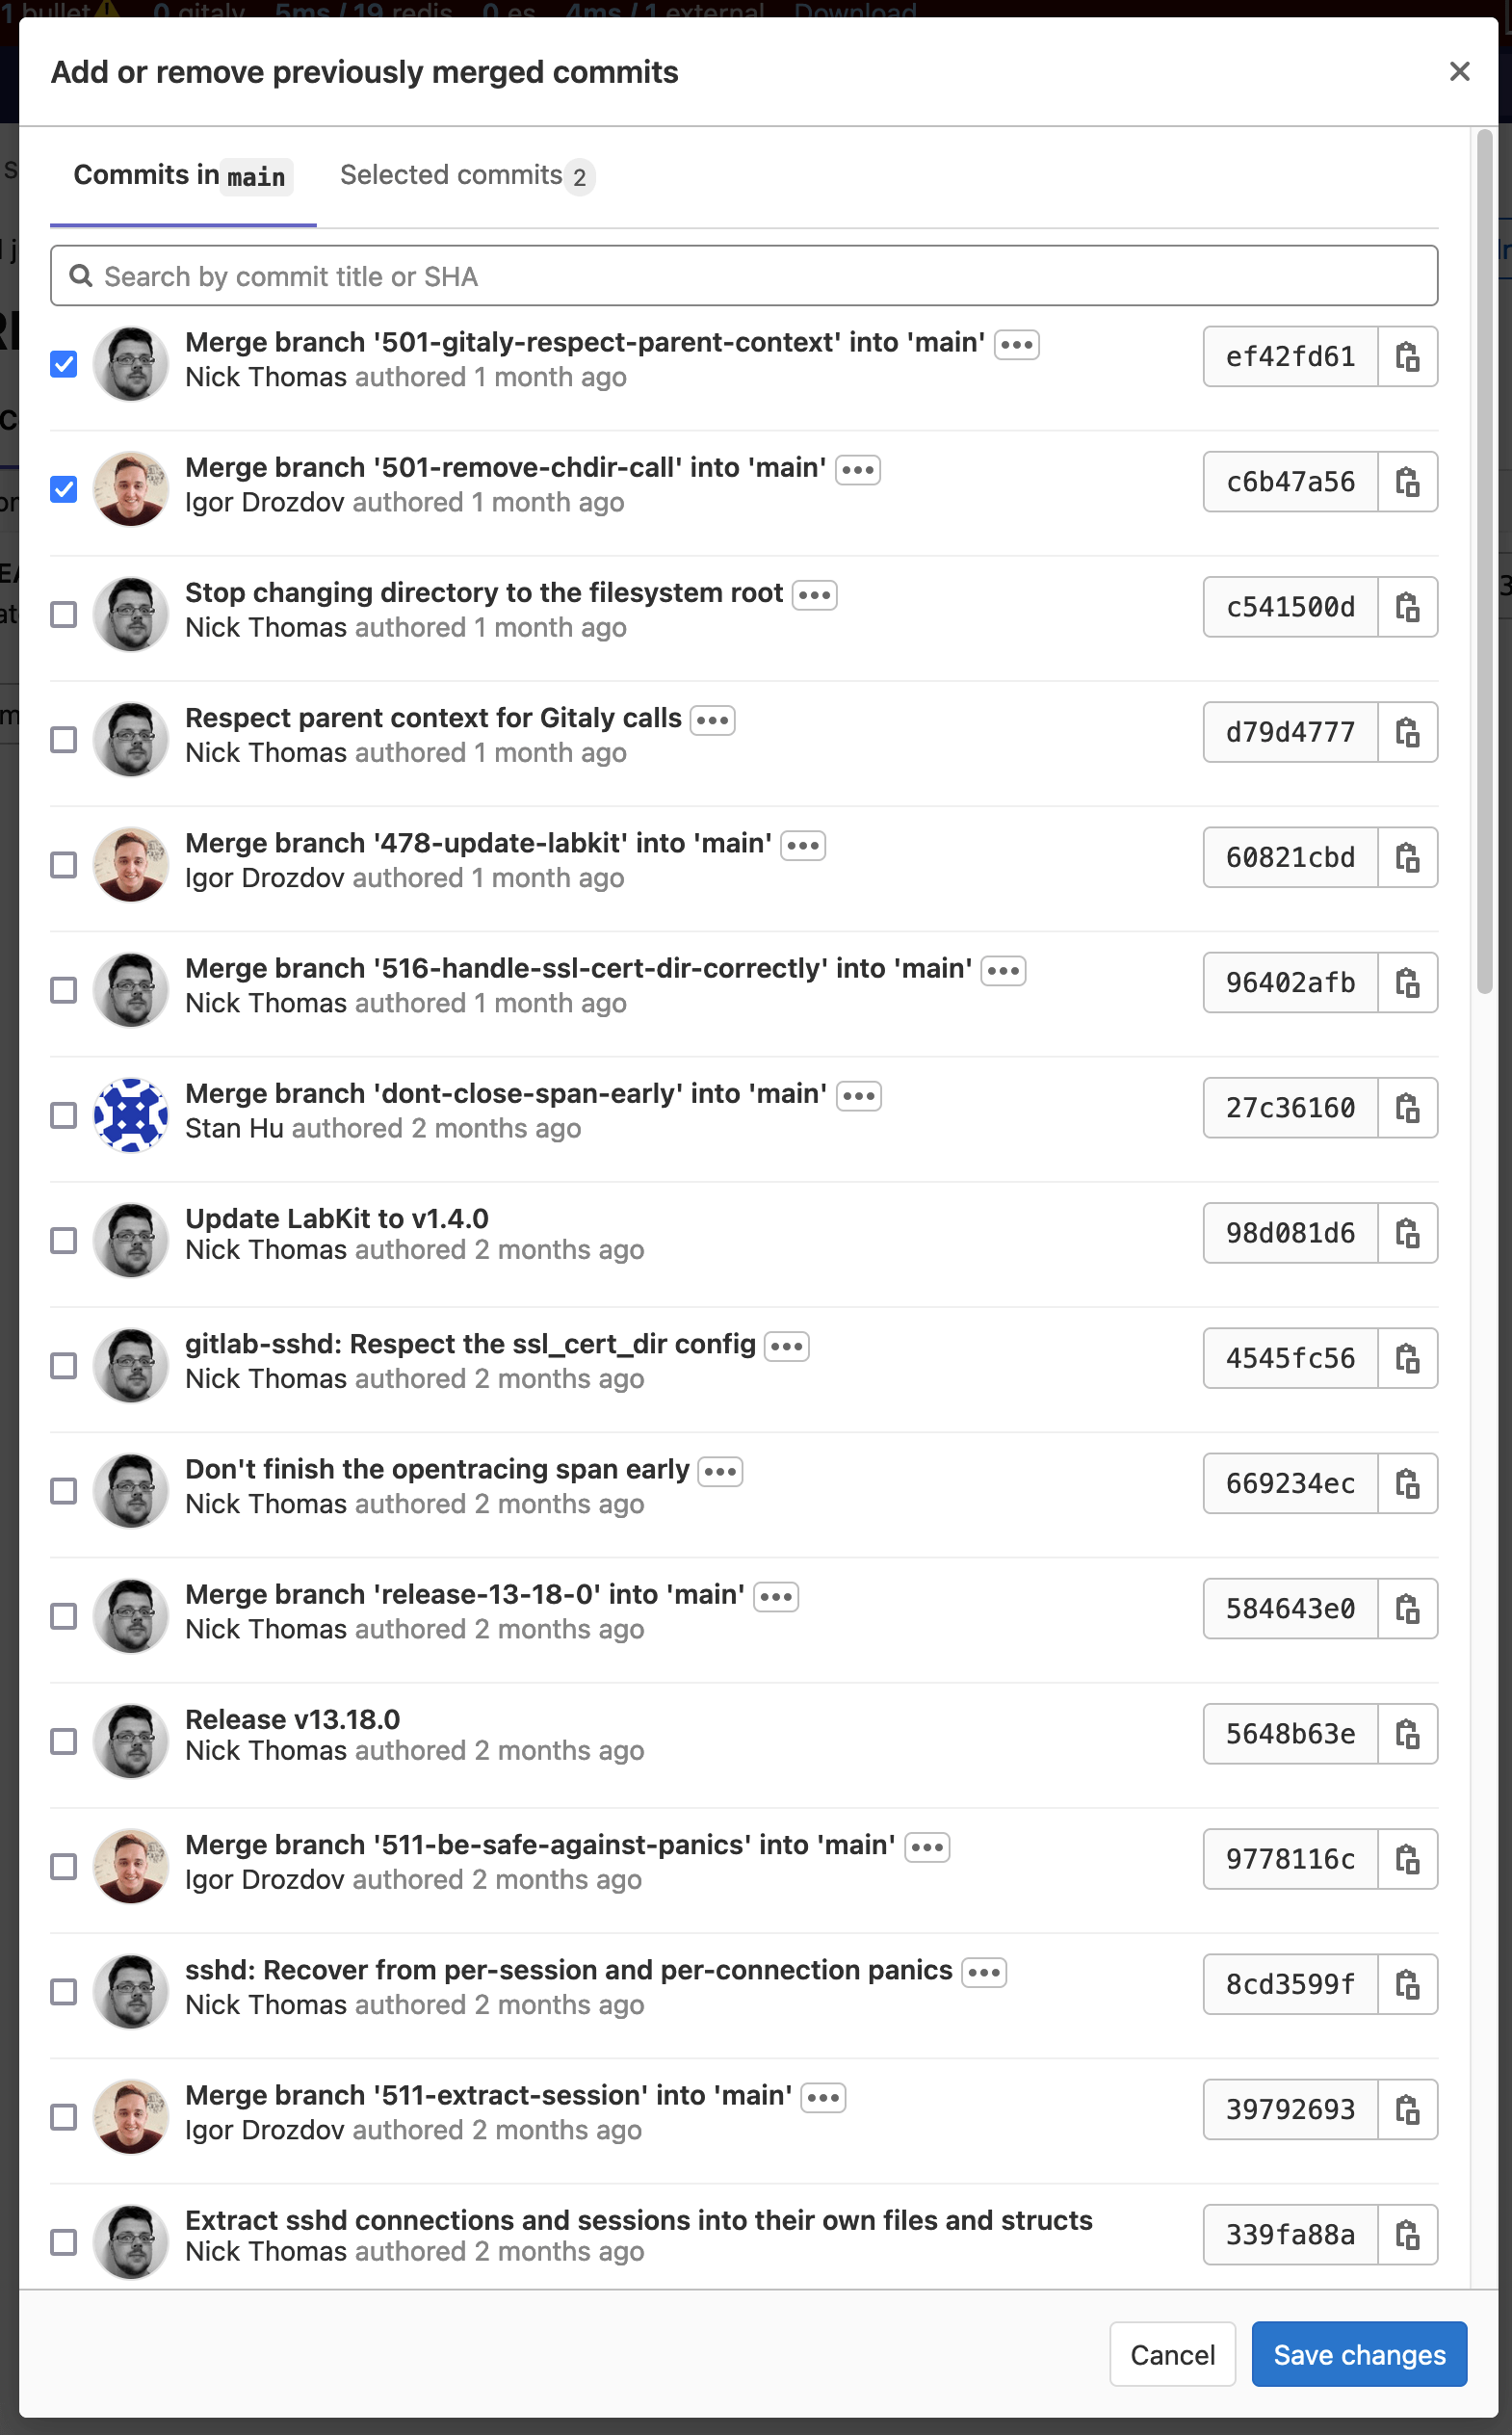 1 bullet 0 gitaly 5ms / 19 redis 0 es 4ms / 1 external Download
Add or remove previously merged commits
Commits in main Selected commits 2
Search by commit title or SHA
Merge branch '501-gitaly-respect-parent-context' into 'main'
Nick Thomas authored 1 month ago
ef42fd61
Merge branch '501-remove-chdir-call' into 'main'
Igor Drozdov authored 1 month ago
c6b47a56
Stop changing directory to the filesystem root
Nick Thomas authored 1 month ago
c541500d
Respect parent context for Gitaly calls
Nick Thomas authored 1 month ago
d79d4777
Merge branch '478-update-labkit' into 'main'
Igor Drozdov authored 1 month ago
60821cbd
Merge branch '516-handle-ssl-cert-dir-correctly' into 'main'
Nick Thomas authored 1 month ago
96402afb
Merge branch 'dont-close-span-early' into 'main'
Stan Hu authored 2 months ago
27c36160
Update LabKit to v1.4.0
Nick Thomas authored 2 months ago
98d081d6
gitlab-sshd: Respect the ssl_cert_dir config
Nick Thomas authored 2 months ago
4545fc56
Don't finish the opentracing span early
Nick Thomas authored 2 months ago
669234ec
Merge branch 'release-13-18-0' into 'main'
Nick Thomas authored 2 months ago
584643e0
Release v13.18.0
Nick Thomas authored 2 months ago
5648b63e
Merge branch '511-be-safe-against-panics' into 'main'
Igor Drozdov authored 2 months ago
9778116c
sshd: Recover from per-session and per-connection panics
Nick Thomas authored 2 months ago
8cd3599f
Merge branch '511-extract-session' into 'main'
Igor Drozdov authored 2 months ago
39792693
Extract sshd connections and sessions into their own files and structs
Nick Thomas authored 2 months ago
339fa88a
Cancel Save changes